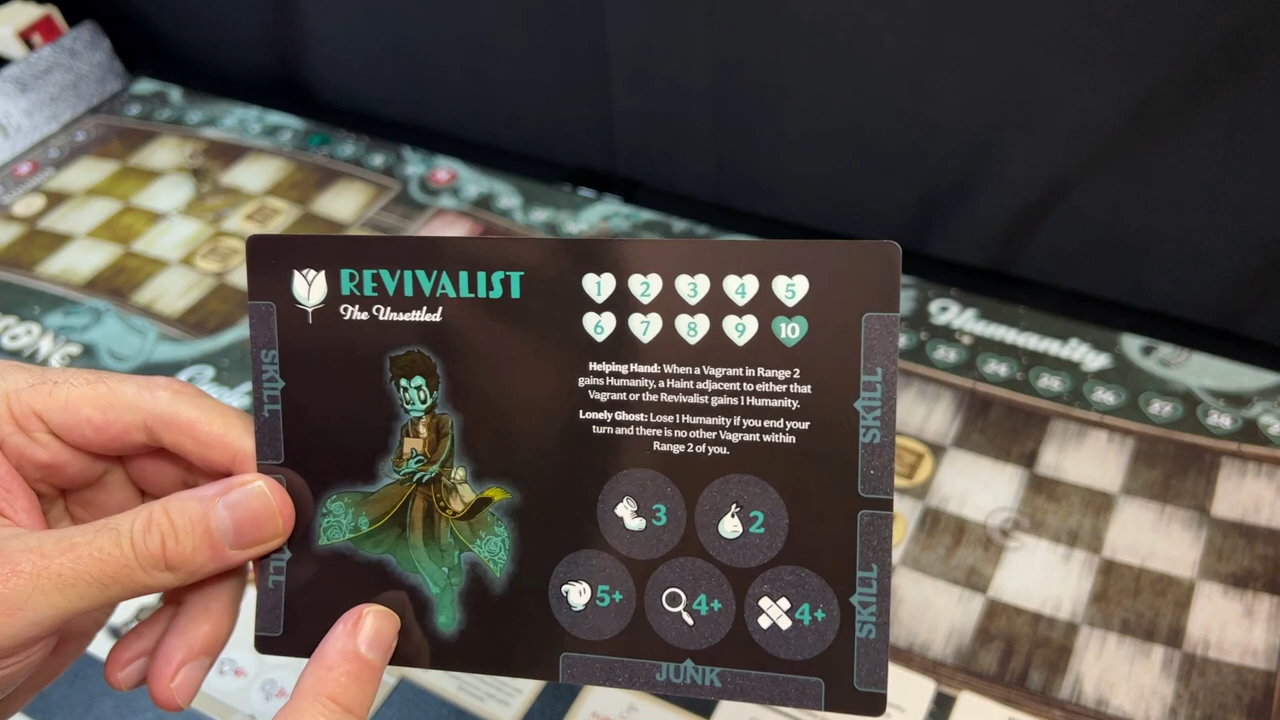 REVIVALIST
The Unsettled
1 2 3 4 5
6 7 8 9 10
Helping Hand: When a Vagrant in Range 2
gains Humanity, a Haint adjacent to either that
Vagrant or the Revivalist gains 1 Humanity.
Lonely Ghost: Lose 1 Humanity if you end your
turn and there is no other Vagrant within
Range 2 of you.
3
2
5+
4+
4+
SKILL
SKILL
SKILL
JUNK
Humanity
23 24 25 26 27 28